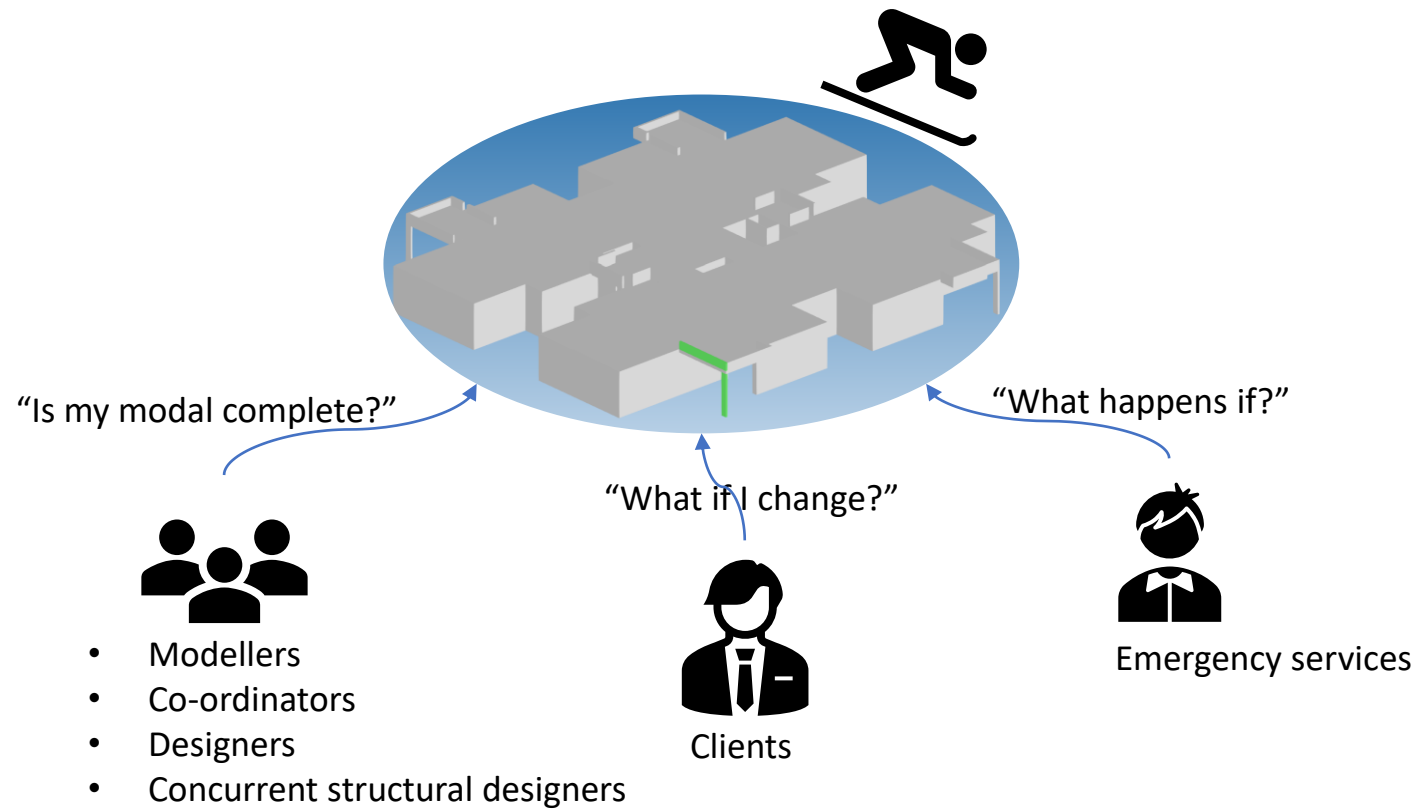 “Is my modal complete?”
“What happens if?”
“What if I change?”
• Modellers
• Co-ordinators
• Designers
• Concurrent structural designers
Clients
Emergency services